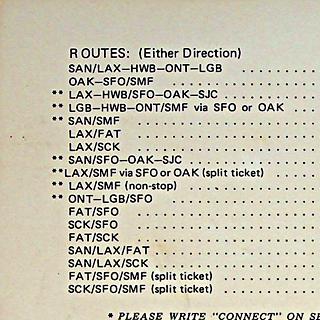 ROUTES: (Either Direction)
SAN/LAX—HWB—ONT—LGB ..........
OAK—SFO/SMF ..................
** LAX—HWB/SFO—OAK—SJC ..........
** LGB—HWB—ONT/SMF via SFO or OAK ...
** SAN/SMF ....................
LAX/FAT ....................
LAX/SCK ....................
** SAN/SFO—OAK—SJC ..............
**LAX/SMF via SFO or OAK (split ticket) ....
** LAX/SMF (non-stop) ..............
** ONT—LGB/SFO ................
FAT/SFO ....................
SCK/SFO ....................
FAT/SCK ....................
SAN/LAX/FAT .................
SAN/LAX/SCK ................
FAT/SFO/SMF (split ticket) ..........
SCK/SFO/SMF (split ticket) ..........
* PLEASE WRITE "CONNECT" ON